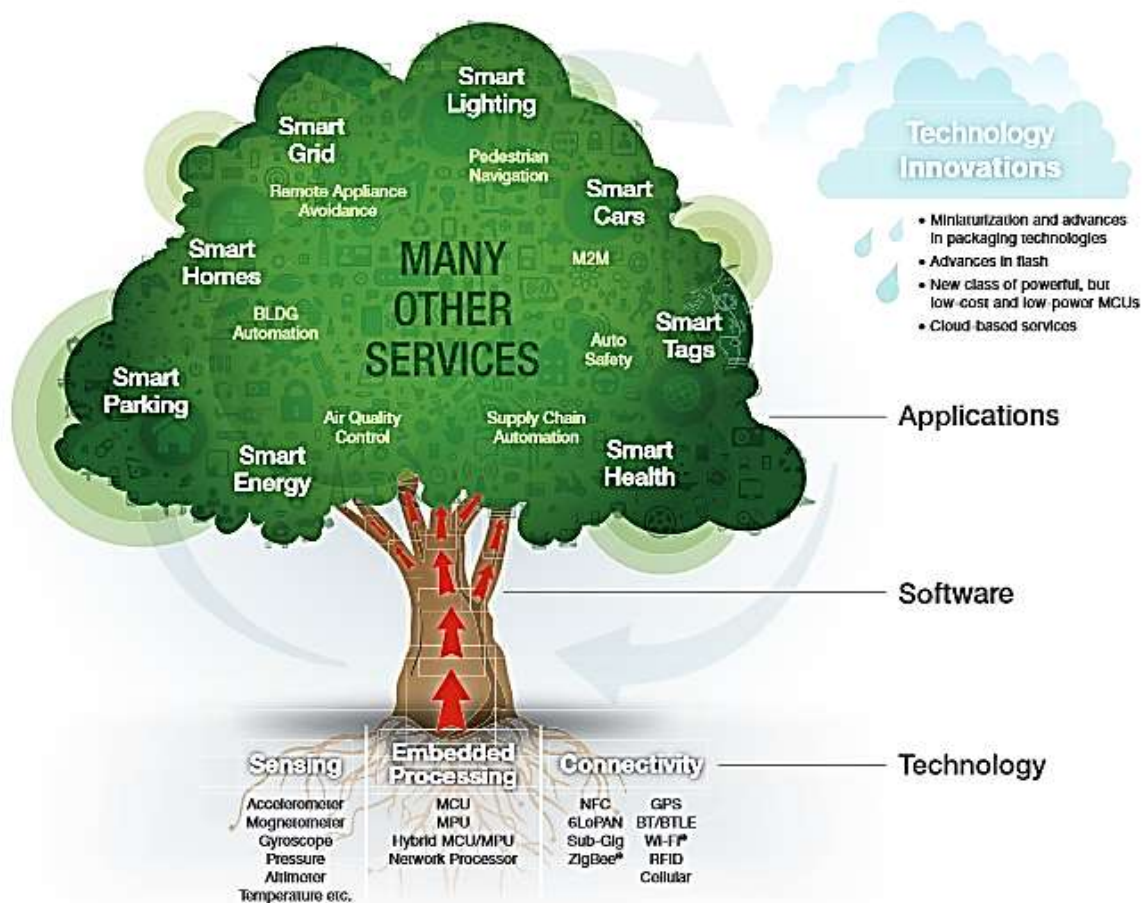 Smart
Lighting
Smart
Grid
Pedestrian
Navigation
Remote Appliance
Avoidance
Smart
Cars
Smart
Homes
MANY
OTHER
SERVICES
M2M
BLDG
Automation
Smart
Tags
Auto
Safety
Smart
Parking
Air Quality
Control
Supply Chain
Automation
Smart
Energy
Smart
Health
Technology
Innovations
• Miniaturization and advances
in packaging technologies
• Advances in flash
• New class of powerful, but
low-cost and low-power MCUs
• Cloud-based services
Applications
Software
Technology
Sensing
Accelerometer
Mognetometer
Gyroscope
Pressure
Altimeter
Temperature etc.
Embedded
Processing
MCU
MPU
Hybrid MCU/MPU
Network Processor
Connectivity
NFC GPS
6LoPAN BT/BTLE
Sub-Gig Wi-Fi®
ZigBee® RFID
Cellular